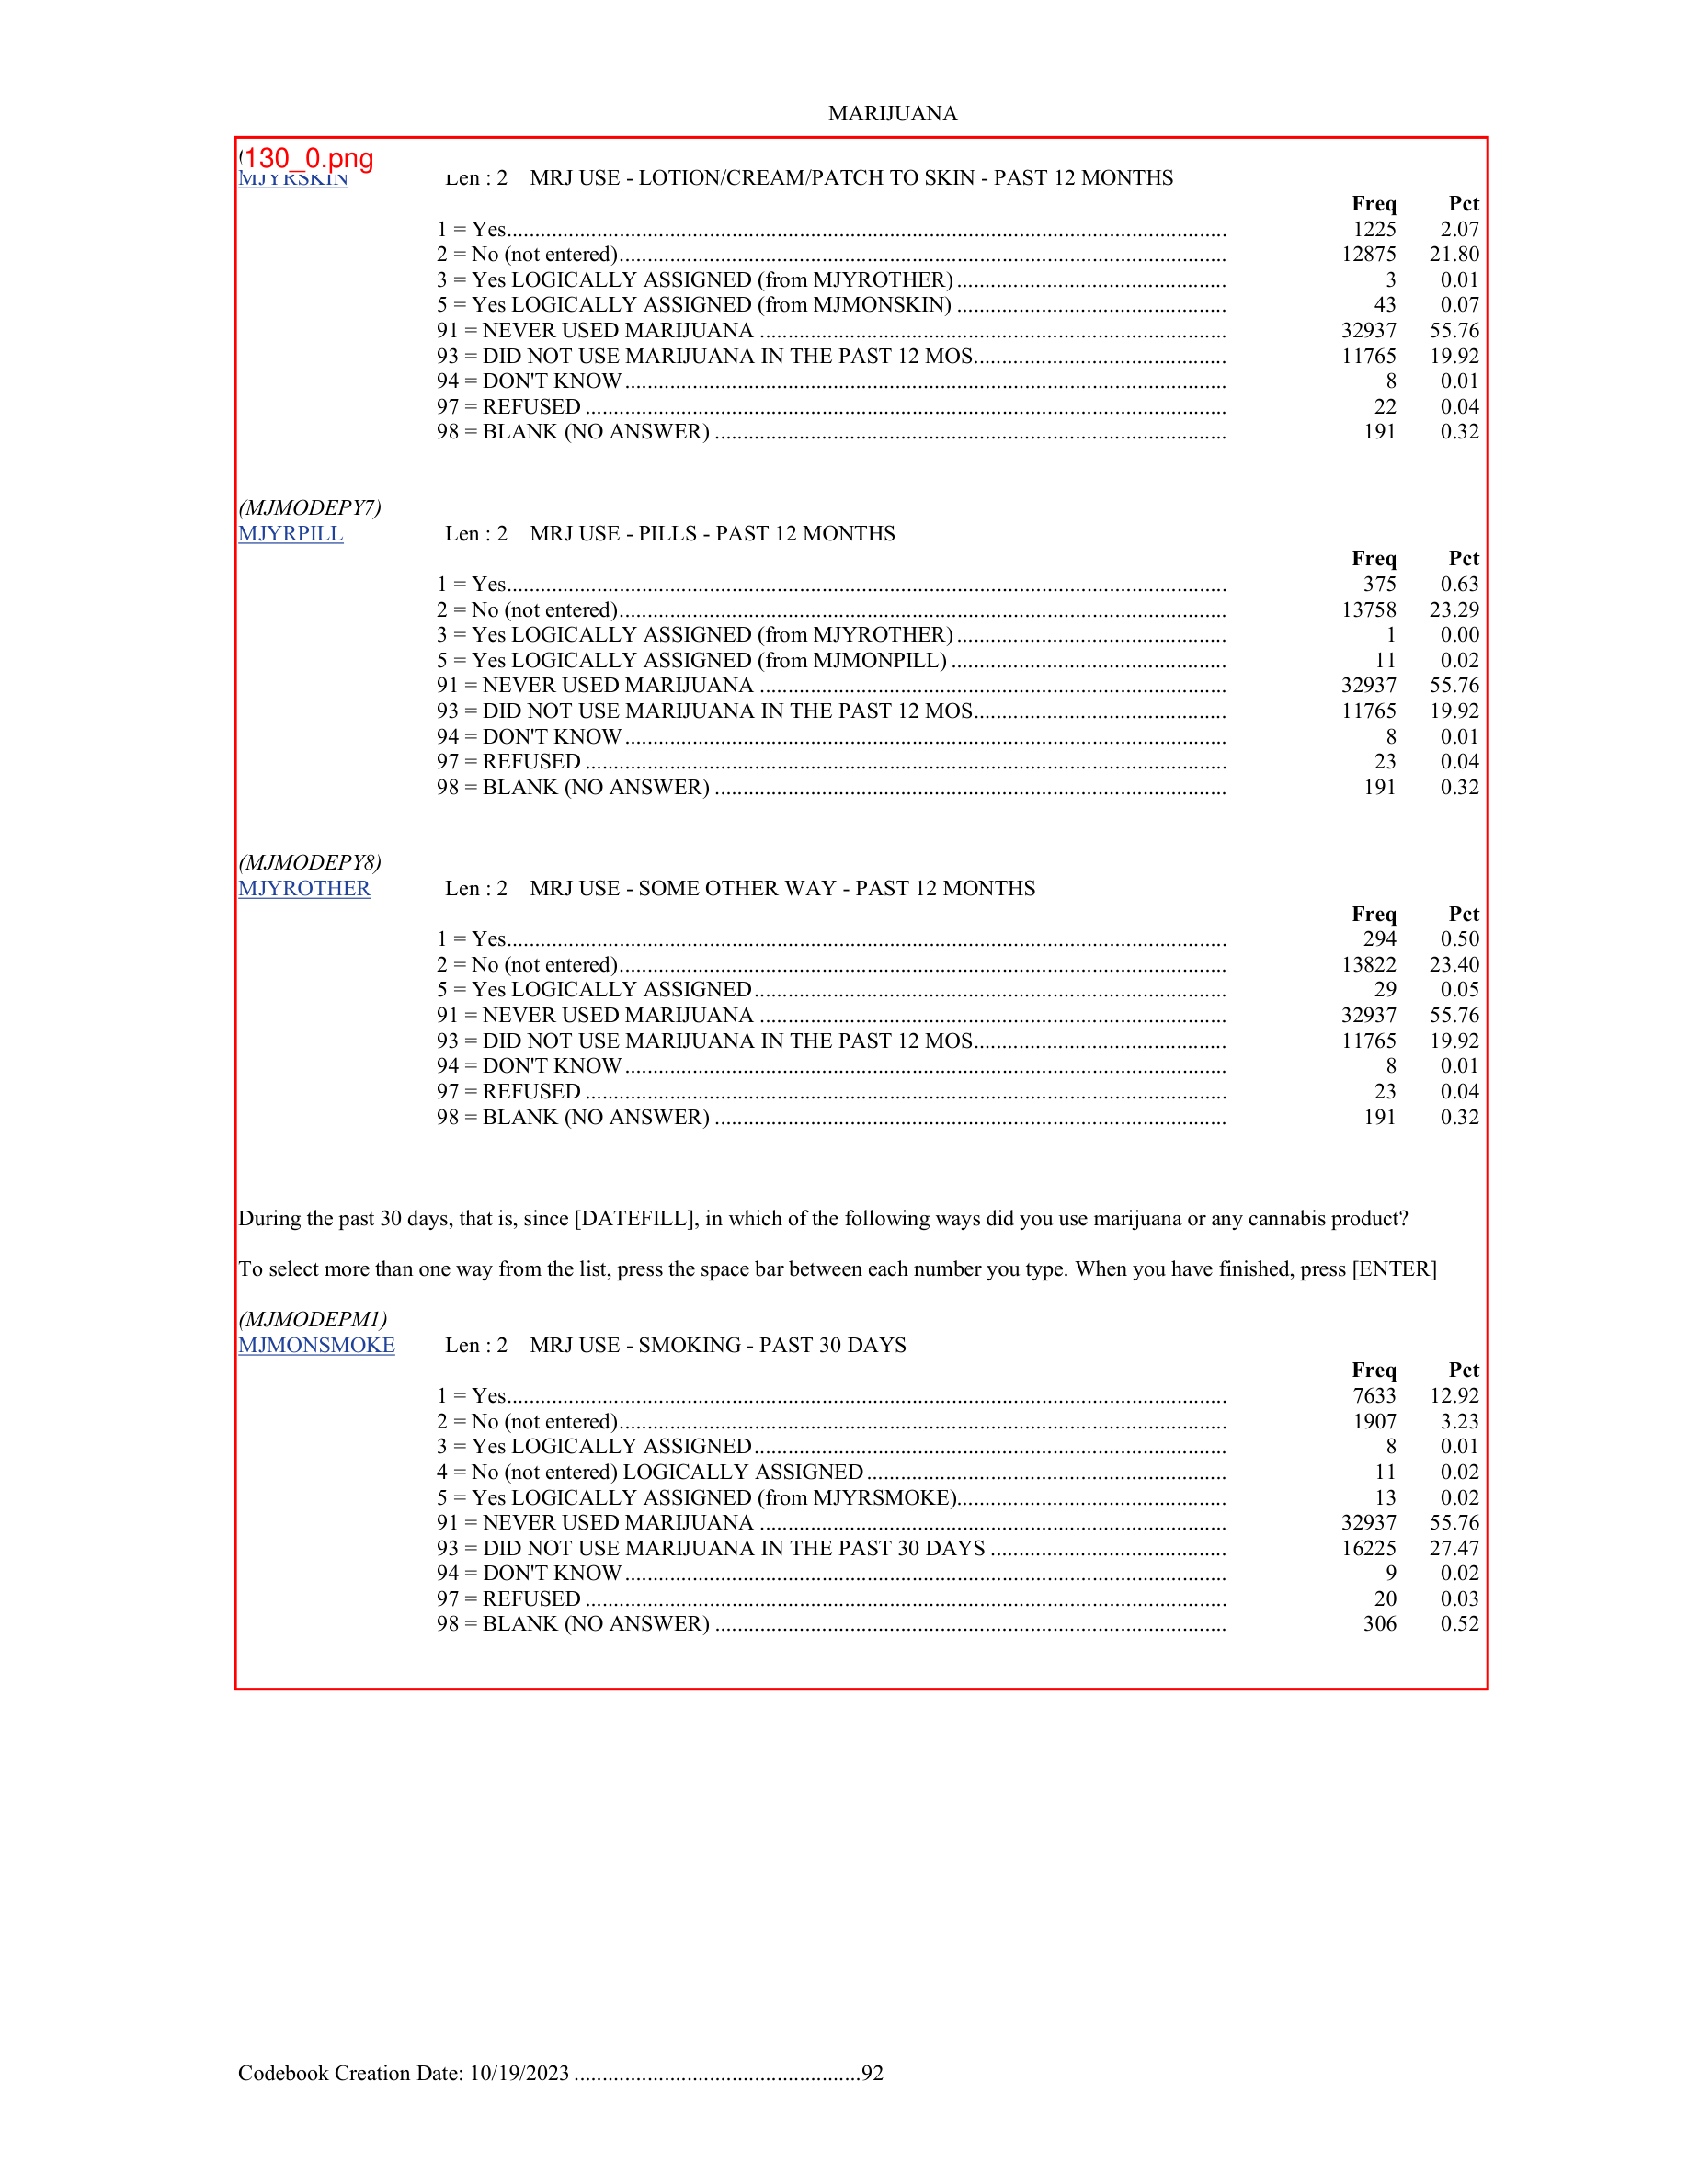 MARIJUANA
130_0.png
MJYRSKIN Len : 2 MRJ USE - LOTION/CREAM/PATCH TO SKIN - PAST 12 MONTHS
Freq Pct
1 = Yes................................................................ 1225 2.07
2 = No (not entered)................................................................ 12875 21.80
3 = Yes LOGICALLY ASSIGNED (from MJYROTHER)................................................ 3 0.01
5 = Yes LOGICALLY ASSIGNED (from MJMONSKIN) ................................................ 43 0.07
91 = NEVER USED MARIJUANA ................................................................ 32937 55.76
93 = DID NOT USE MARIJUANA IN THE PAST 12 MOS............................................. 11765 19.92
94 = DON'T KNOW................................................................ 8 0.01
97 = REFUSED ................................................................ 22 0.04
98 = BLANK (NO ANSWER) ................................................................ 191 0.32
(MJMODEPY7)
MJYRPILL Len : 2 MRJ USE - PILLS - PAST 12 MONTHS
Freq Pct
1 = Yes................................................................ 375 0.63
2 = No (not entered)................................................................ 13758 23.29
3 = Yes LOGICALLY ASSIGNED (from MJYROTHER)................................................ 1 0.00
5 = Yes LOGICALLY ASSIGNED (from MJMONPILL) ................................................ 11 0.02
91 = NEVER USED MARIJUANA ................................................................ 32937 55.76
93 = DID NOT USE MARIJUANA IN THE PAST 12 MOS............................................. 11765 19.92
94 = DON'T KNOW................................................................ 8 0.01
97 = REFUSED ................................................................ 23 0.04
98 = BLANK (NO ANSWER) ................................................................ 191 0.32
(MJMODEPY8)
MJYROTHER Len : 2 MRJ USE - SOME OTHER WAY - PAST 12 MONTHS
Freq Pct
1 = Yes................................................................ 294 0.50
2 = No (not entered)................................................................ 13822 23.40
5 = Yes LOGICALLY ASSIGNED................................................................ 29 0.05
91 = NEVER USED MARIJUANA ................................................................ 32937 55.76
93 = DID NOT USE MARIJUANA IN THE PAST 12 MOS............................................. 11765 19.92
94 = DON'T KNOW................................................................ 8 0.01
97 = REFUSED ................................................................ 23 0.04
98 = BLANK (NO ANSWER) ................................................................ 191 0.32
During the past 30 days, that is, since [DATEFILL], in which of the following ways did you use marijuana or any cannabis product?
To select more than one way from the list, press the space bar between each number you type. When you have finished, press [ENTER]
(MJMODEPM1)
MJMONSMOKE Len : 2 MRJ USE - SMOKING - PAST 30 DAYS
Freq Pct
1 = Yes................................................................ 7633 12.92
2 = No (not entered)................................................................ 1907 3.23
3 = Yes LOGICALLY ASSIGNED................................................................ 8 0.01
4 = No (not entered) LOGICALLY ASSIGNED................................................................ 11 0.02
5 = Yes LOGICALLY ASSIGNED (from MJYRSMOKE)................................................ 13 0.02
91 = NEVER USED MARIJUANA ................................................................ 32937 55.76
93 = DID NOT USE MARIJUANA IN THE PAST 30 DAYS .......................................... 16225 27.47
94 = DON'T KNOW................................................................ 9 0.02
97 = REFUSED ................................................................ 20 0.03
98 = BLANK (NO ANSWER) ................................................................ 306 0.52
Codebook Creation Date: 10/19/2023 ...................................................92